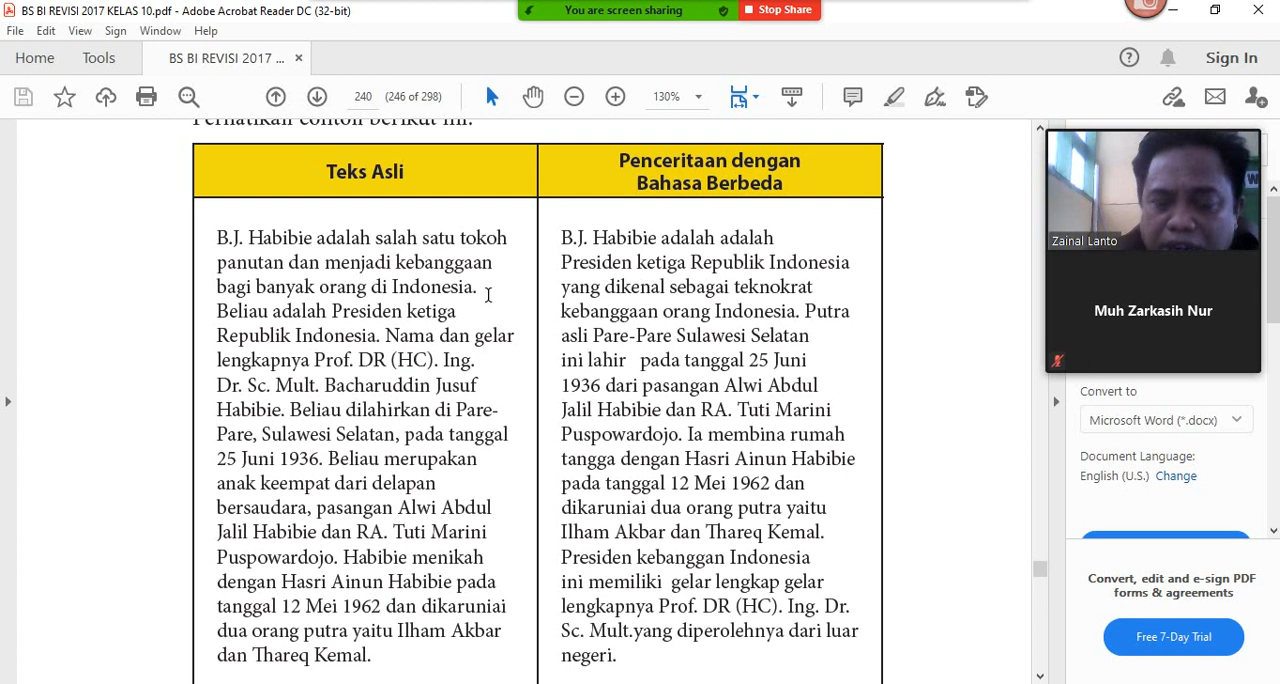 BS BI REVISI 2017 KELAS 10.pdf - Adobe Acrobat Reader DC (32-bit)
You are screen sharing
Stop Share
File Edit View Sign Window Help
Home Tools BS BI REVISI 2017 ... × Sign In
240 (246 of 298) 130%
Perhatikan contoh berikut ini.
Teks Asli
B.J. Habibie adalah salah satu tokoh
panutan dan menjadi kebanggaan
bagi banyak orang di Indonesia.
Beliau adalah Presiden ketiga
Republik Indonesia. Nama dan gelar
lengkapnya Prof. DR (HC). Ing.
Dr. Sc. Mult. Bacharuddin Jusuf
Habibie. Beliau dilahirkan di Pare-
Pare, Sulawesi Selatan, pada tanggal
25 Juni 1936. Beliau merupakan
anak keempat dari delapan
bersaudara, pasangan Alwi Abdul
Jalil Habibie dan RA. Tuti Marini
Puspowardojo. Habibie menikah
dengan Hasri Ainun Habibie pada
tanggal 12 Mei 1962 dan dikaruniai
dua orang putra yaitu Ilham Akbar
dan Thareq Kemal.
Penceritaan dengan
Bahasa Berbeda
B.J. Habibie adalah adalah
Presiden ketiga Republik Indonesia
yang dikenal sebagai teknokrat
kebanggaan orang Indonesia. Putra
asli Pare-Pare Sulawesi Selatan
ini lahir pada tanggal 25 Juni
1936 dari pasangan Alwi Abdul
Jalil Habibie dan RA. Tuti Marini
Puspowardojo. Ia membina rumah
tangga dengan Hasri Ainun Habibie
pada tanggal 12 Mei 1962 dan
dikaruniai dua orang putra yaitu
Ilham Akbar dan Thareq Kemal.
Presiden kebanggan Indonesia
ini memiliki gelar lengkap gelar
lengkapnya Prof. DR (HC). Ing. Dr.
Sc. Mult.yang diperolehnya dari luar
negeri.
Zainal Lanto
Muh Zarkasih Nur
Convert to
Microsoft Word (*.docx)
Document Language:
English (U.S.) Change
Convert, edit and e-sign PDF
forms & agreements
Free 7-Day Trial